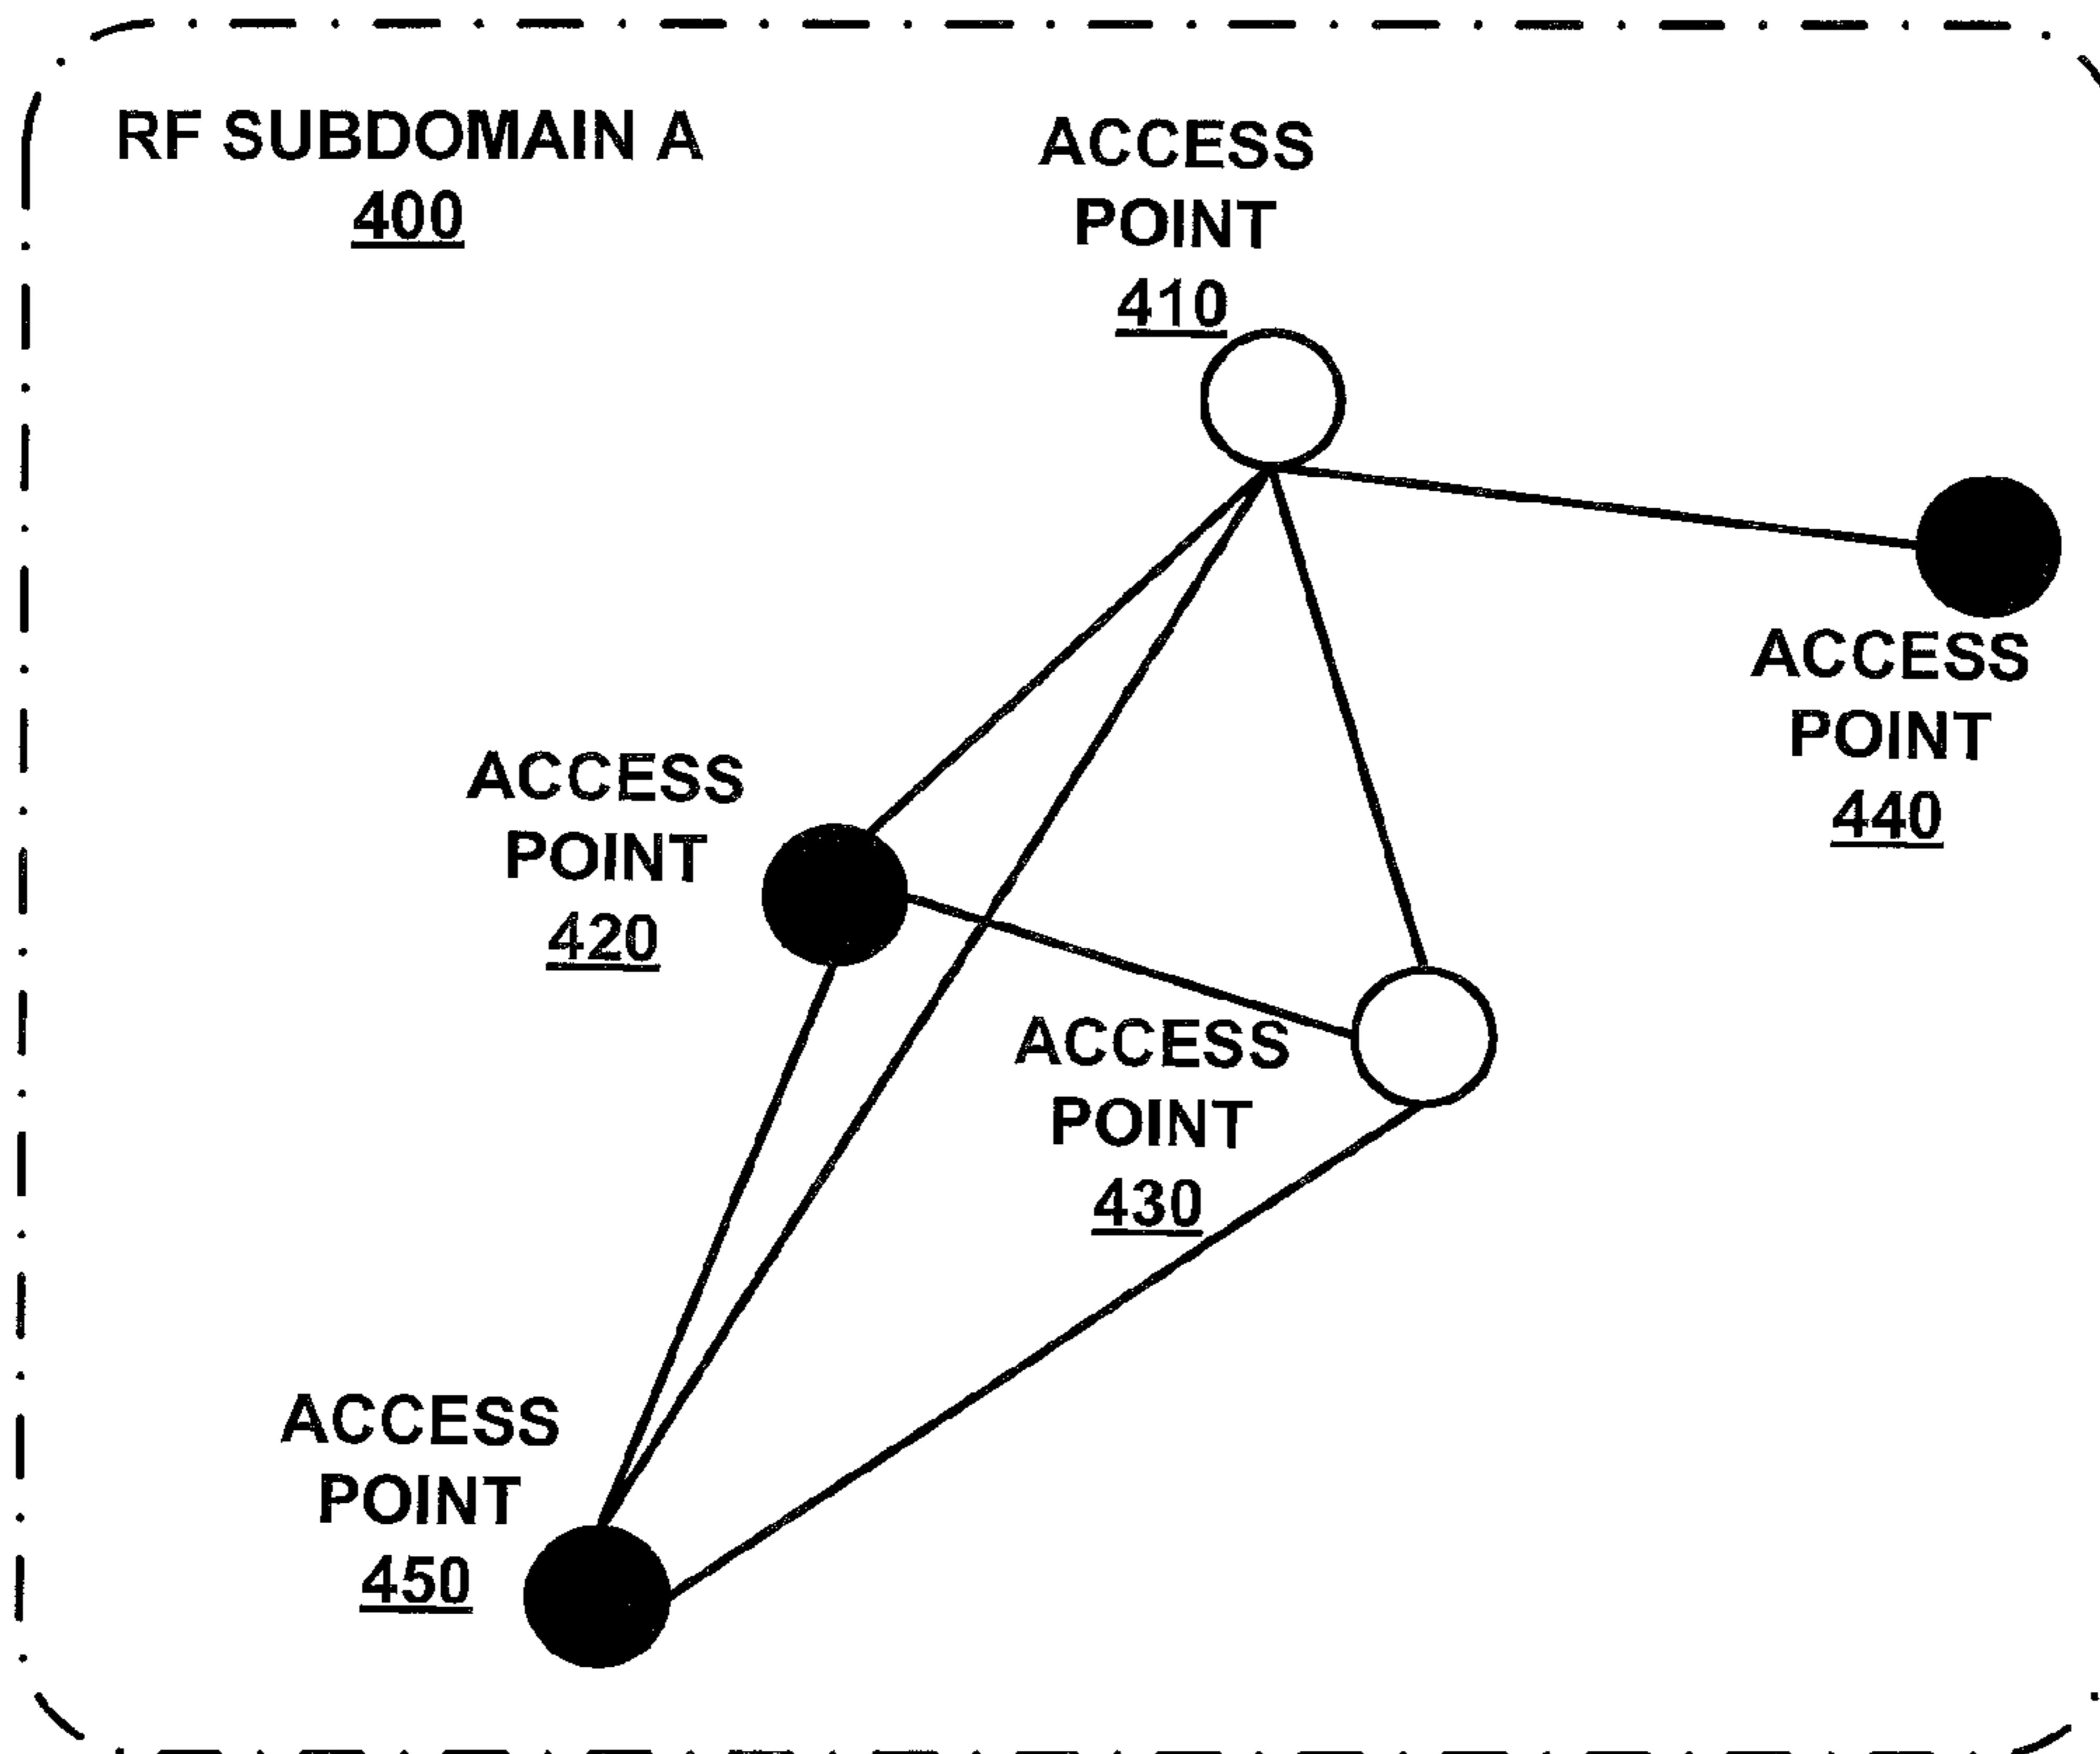 RF SUBDOMAIN A
400
ACCESS
POINT
410
ACCESS
POINT
440
ACCESS
POINT
420
ACCESS
POINT
430
ACCESS
POINT
450